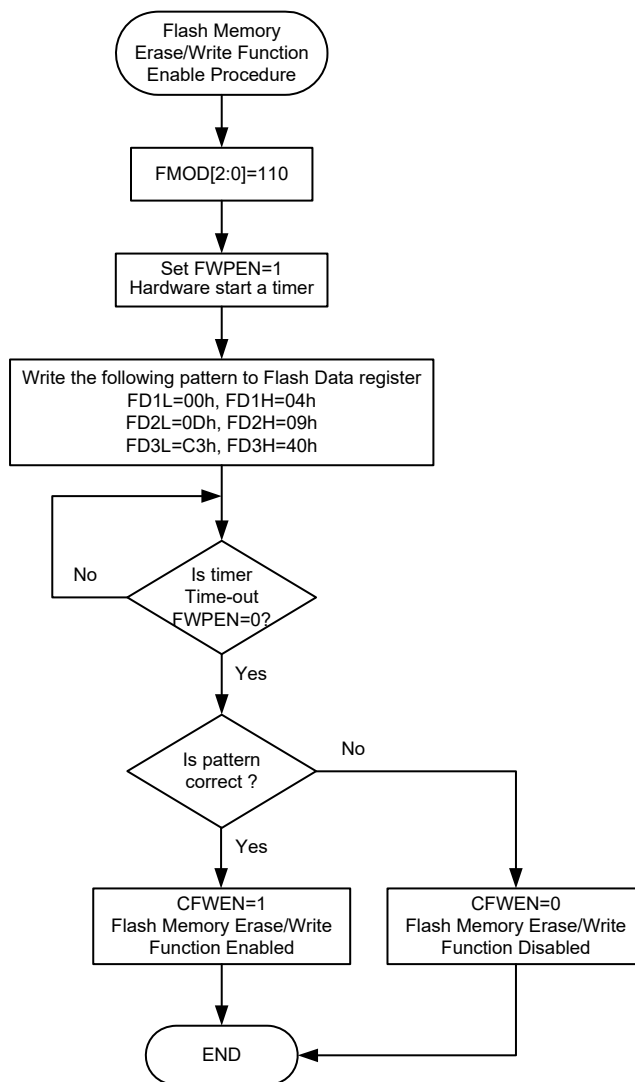 Flash Memory
Erase/Write Function
Enable Procedure
FMOD[2:0]=110
Set FWPEN=1
Hardware start a timer
Write the following pattern to Flash Data register
FD1L=00h, FD1H=04h
FD2L=0Dh, FD2H=09h
FD3L=C3h, FD3H=40h
No
Is timer
Time-out
FWPEN=0?
Yes
Is pattern
correct ?
No
Yes
CFWEN=1
Flash Memory Erase/Write
Function Enabled
CFWEN=0
Flash Memory Erase/Write
Function Disabled
END